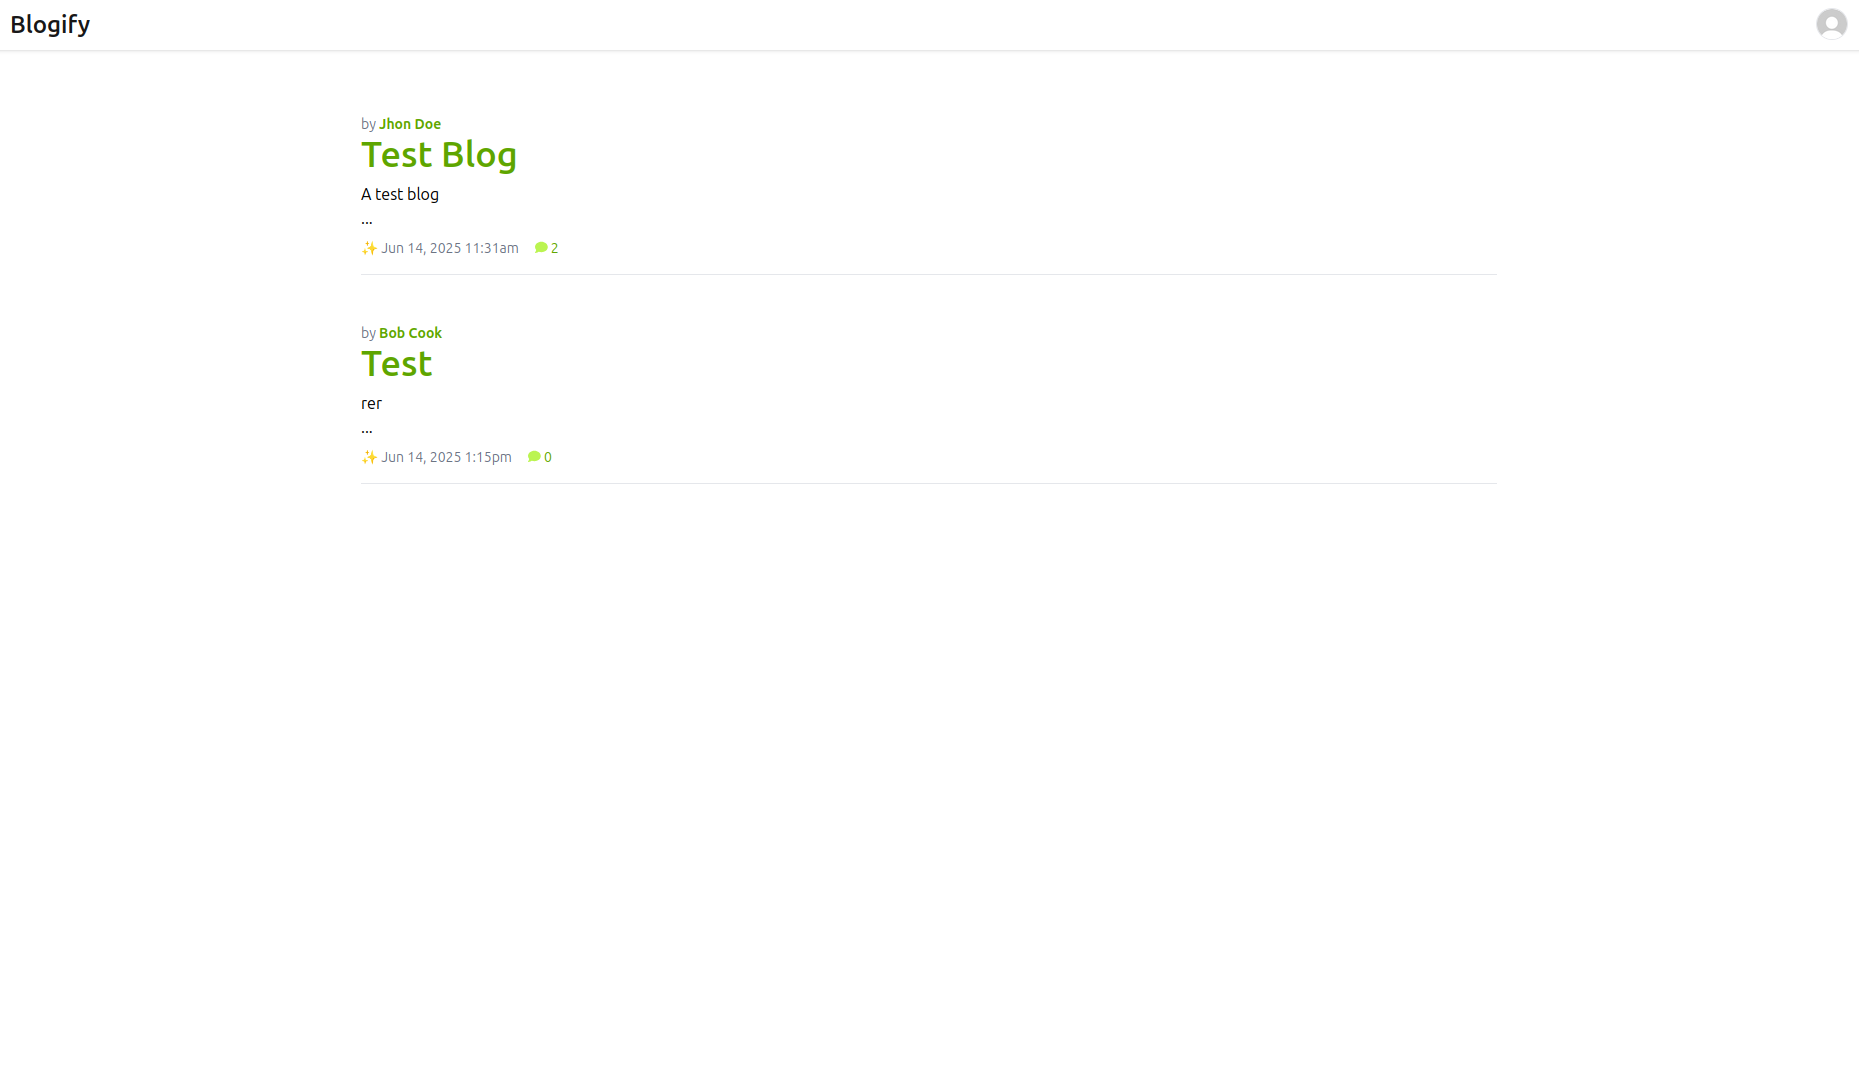 Blogify
by Jhon Doe
Test Blog
A test blog
...
✨ Jun 14, 2025 11:31am 2
by Bob Cook
Test
rer
...
✨ Jun 14, 2025 1:15pm 0